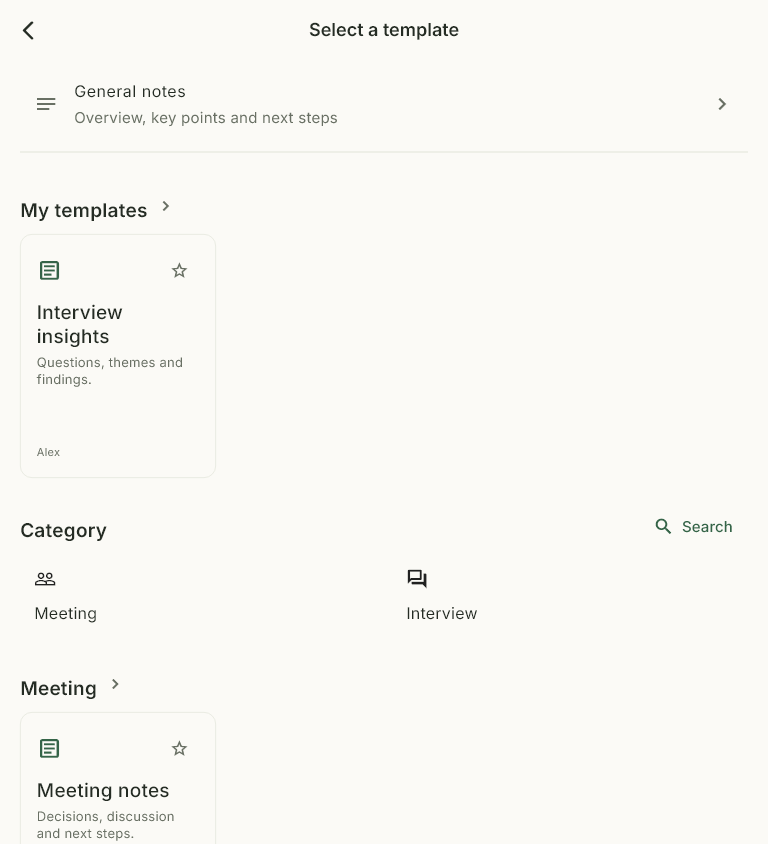 Select a template
General notes
Overview, key points and next steps
My templates
Interview
insights
Questions, themes and
findings.
Alex
Category
Search
Meeting
Interview
Meeting
Meeting notes
Decisions, discussion
and next steps.